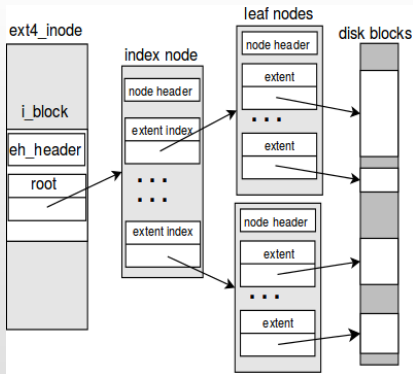 ext4_inode
i_block
eh_header
root
index node
node header
extent index
...
...
extent index
leaf nodes
node header
extent
...
extent
node header
extent
...
extent
disk blocks